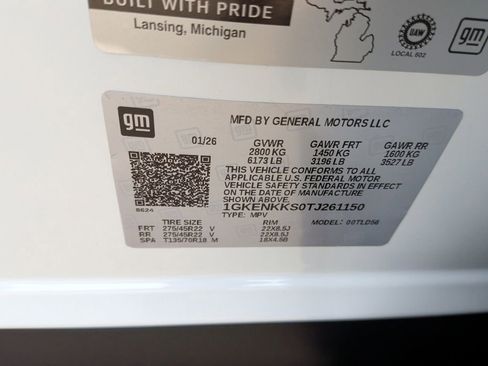 BUILT WITH PRIDE
Lansing, Michigan
UAW
LOCAL 602
gm
gm
MFD BY GENERAL MOTORS LLC
01/26 GVWR GAWR FRT GAWR RR
2800 KG 1450 KG 1600 KG
6173 LB 3196 LB 3527 LB
THIS VEHICLE CONFORMS TO ALL
APPLICABLE U.S. FEDERAL MOTOR
VEHICLE SAFETY STANDARDS IN EFFECT
ON THE DATE OF MANUFACTURE
SHOWN ABOVE.
1GKENKKS0TJ261150
8624 TYPE: MPV MODEL: 00TLD56
TIRE SIZE RIM
FRT 275/45R22 V 22X8.5J
RR 275/45R22 V 22X8.5J
SPA T135/70R18 M 18X4.5B